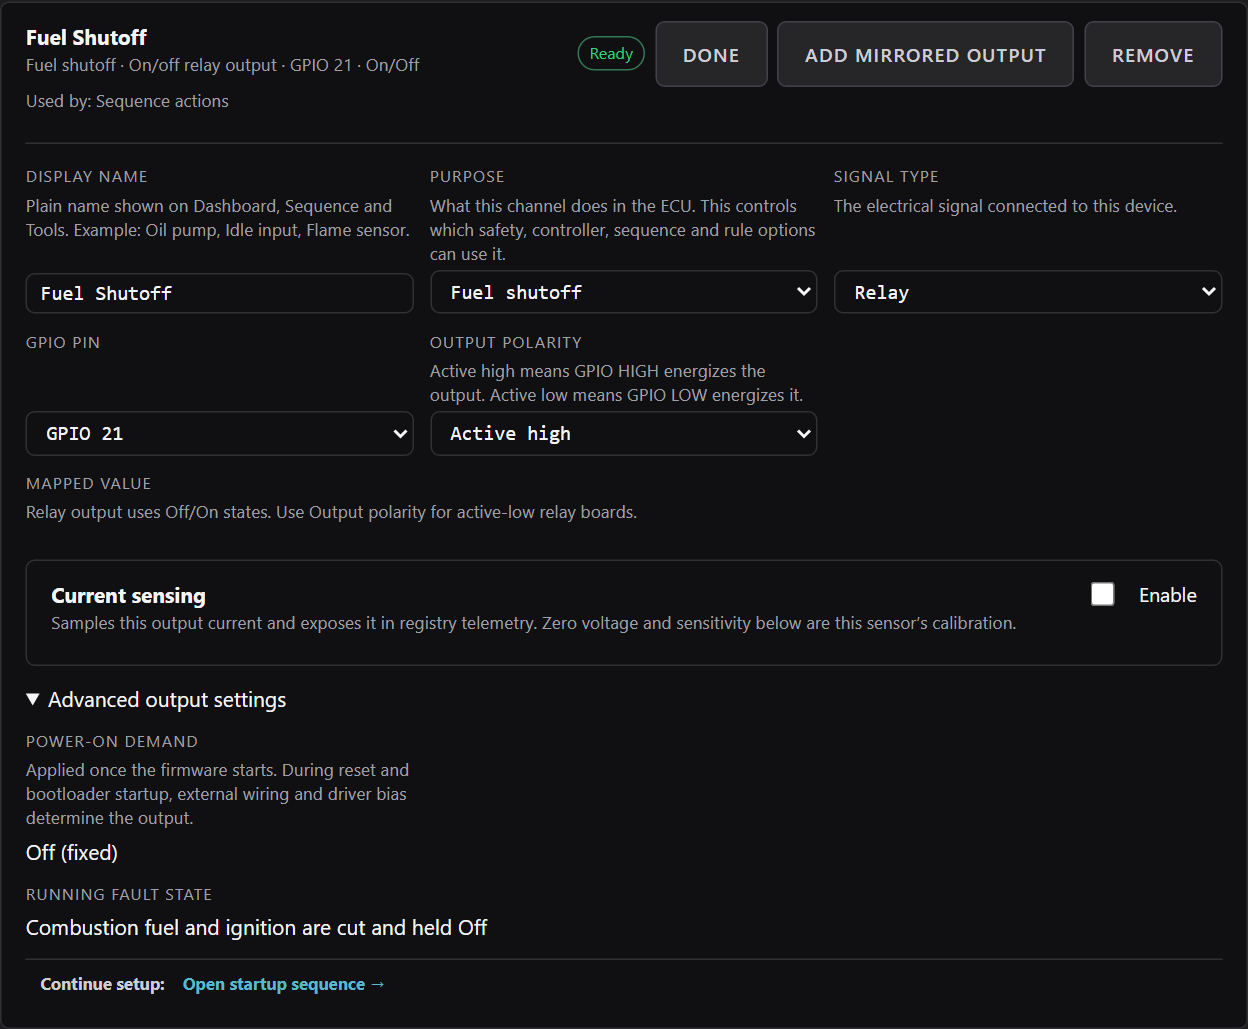 Fuel Shutoff
Fuel shutoff · On/off relay output · GPIO 21 · On/Off
Used by: Sequence actions
Ready
DONE
ADD MIRRORED OUTPUT
REMOVE
DISPLAY NAME
Plain name shown on Dashboard, Sequence and
Tools. Example: Oil pump, Idle input, Flame sensor.
Fuel Shutoff
PURPOSE
What this channel does in the ECU. This controls
which safety, controller, sequence and rule options
can use it.
Fuel shutoff
SIGNAL TYPE
The electrical signal connected to this device.
Relay
GPIO PIN
GPIO 21
OUTPUT POLARITY
Active high means GPIO HIGH energizes the
output. Active low means GPIO LOW energizes it.
Active high
MAPPED VALUE
Relay output uses Off/On states. Use Output polarity for active-low relay boards.
Current sensing
Samples this output current and exposes it in registry telemetry. Zero voltage and sensitivity below are this sensor’s calibration.
Enable
▼ Advanced output settings
POWER-ON DEMAND
Applied once the firmware starts. During reset and
bootloader startup, external wiring and driver bias
determine the output.
Off (fixed)
RUNNING FAULT STATE
Combustion fuel and ignition are cut and held Off
Continue setup: Open startup sequence →